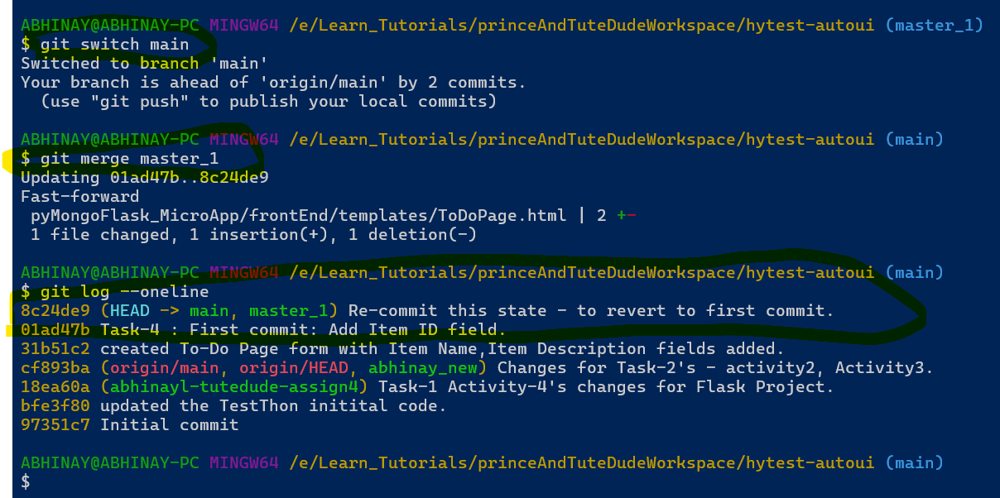 ABHINAY@ABHINAY-PC MINGW64 /e/Learn_Tutorials/princeAndTuteDudeWorkspace/hytest-autoui (master_1)
$ git switch main
Switched to branch 'main'
Your branch is ahead of 'origin/main' by 2 commits.
  (use "git push" to publish your local commits)
ABHINAY@ABHINAY-PC MINGW64 /e/Learn_Tutorials/princeAndTuteDudeWorkspace/hytest-autoui (main)
$ git merge master_1
Updating 01ad47b..8c24de9
Fast-forward
 pyMongoFlask_MicroApp/frontEnd/templates/ToDoPage.html | 2 +-
 1 file changed, 1 insertion(+), 1 deletion(-)
ABHINAY@ABHINAY-PC MINGW64 /e/Learn_Tutorials/princeAndTuteDudeWorkspace/hytest-autoui (main)
$ git log --oneline
8c24de9 (HEAD -> main, master_1) Re-commit this state - to revert to first commit.
01ad47b Task-4 : First commit: Add Item ID field.
31b51c2 created To-Do Page form with Item Name,Item Description fields added.
cf893ba (origin/main, origin/HEAD, abhinay_new) Changes for Task-2's - activity2, Activity3.
18ea60a (abhinayl-tutedude-assign4) Task-1 Activity-4's changes for Flask Project.
bfe3f80 updated the TestThon initital code.
97351c7 Initial commit
ABHINAY@ABHINAY-PC MINGW64 /e/Learn_Tutorials/princeAndTuteDudeWorkspace/hytest-autoui (main)
$